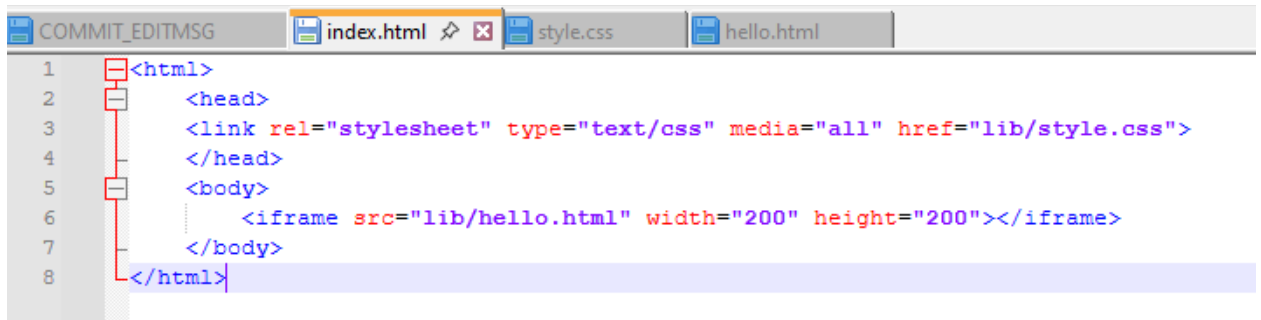 COMMIT_EDITMSG index.html style.css hello.html
1 <html>
2 <head>
3 <link rel="stylesheet" type="text/css" media="all" href="lib/style.css">
4 </head>
5 <body>
6 <iframe src="lib/hello.html" width="200" height="200"></iframe>
7 </body>
8 </html>